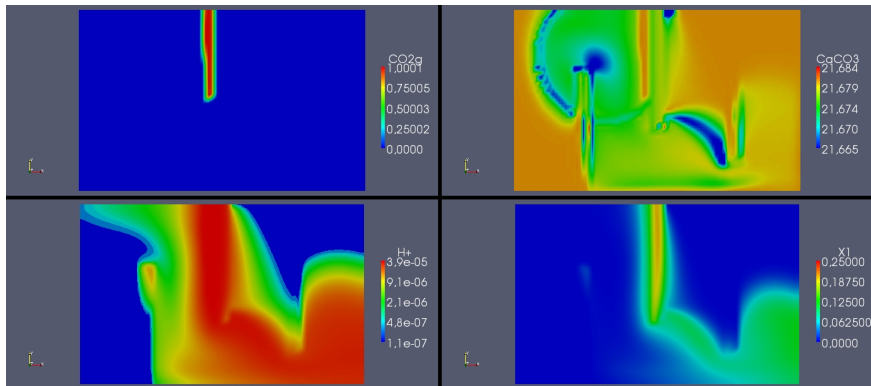 CO2g
1,0001
0,75005
0,50003
0,25002
0,0000
CaCO3
21,684
21,679
21,674
21,670
21,665
H+
3,9e-05
9,1e-06
2,1e-06
4,8e-07
1,1e-07
X1
0,25000
0,18750
0,12500
0,062500
0,0000